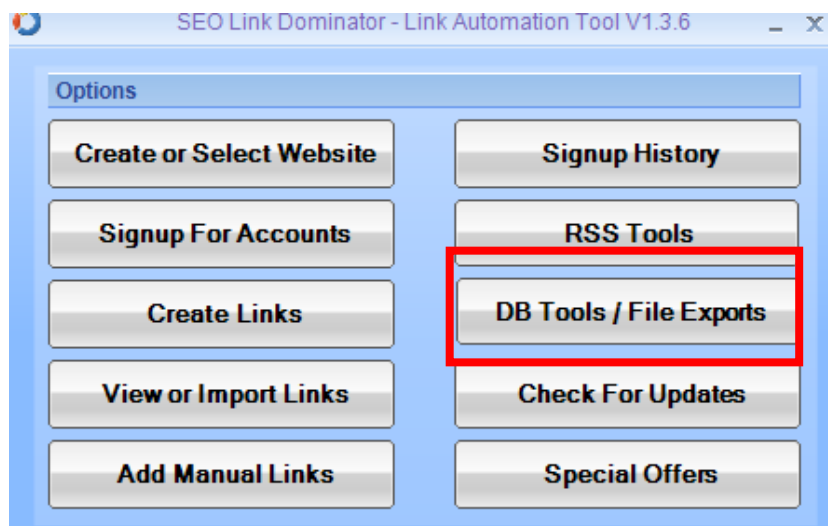 SEO Link Dominator - Link Automation Tool V1.3.6
Options
Create or Select Website
Signup History
Signup For Accounts
RSS Tools
Create Links
DB Tools / File Exports
View or Import Links
Check For Updates
Add Manual Links
Special Offers